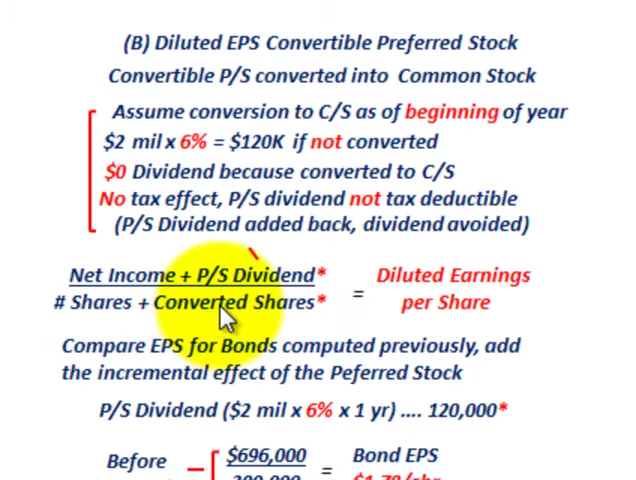 (B) Diluted EPS Convertible Preferred Stock
Convertible P/S converted into Common Stock
Assume conversion to C/S as of beginning of year
$2 mil x 6% = $120K if not converted
$0 Dividend because converted to C/S
No tax effect, P/S dividend not tax deductible
(P/S Dividend added back, dividend avoided)
Net Income + P/S Dividend* = Diluted Earnings
# Shares + Converted Shares* per Share
Compare EPS for Bonds computed previously, add
the incremental effect of the Peferred Stock
P/S Dividend ($2 mil x 6% x 1 yr) .... 120,000*
Before $696,000 = Bond EPS